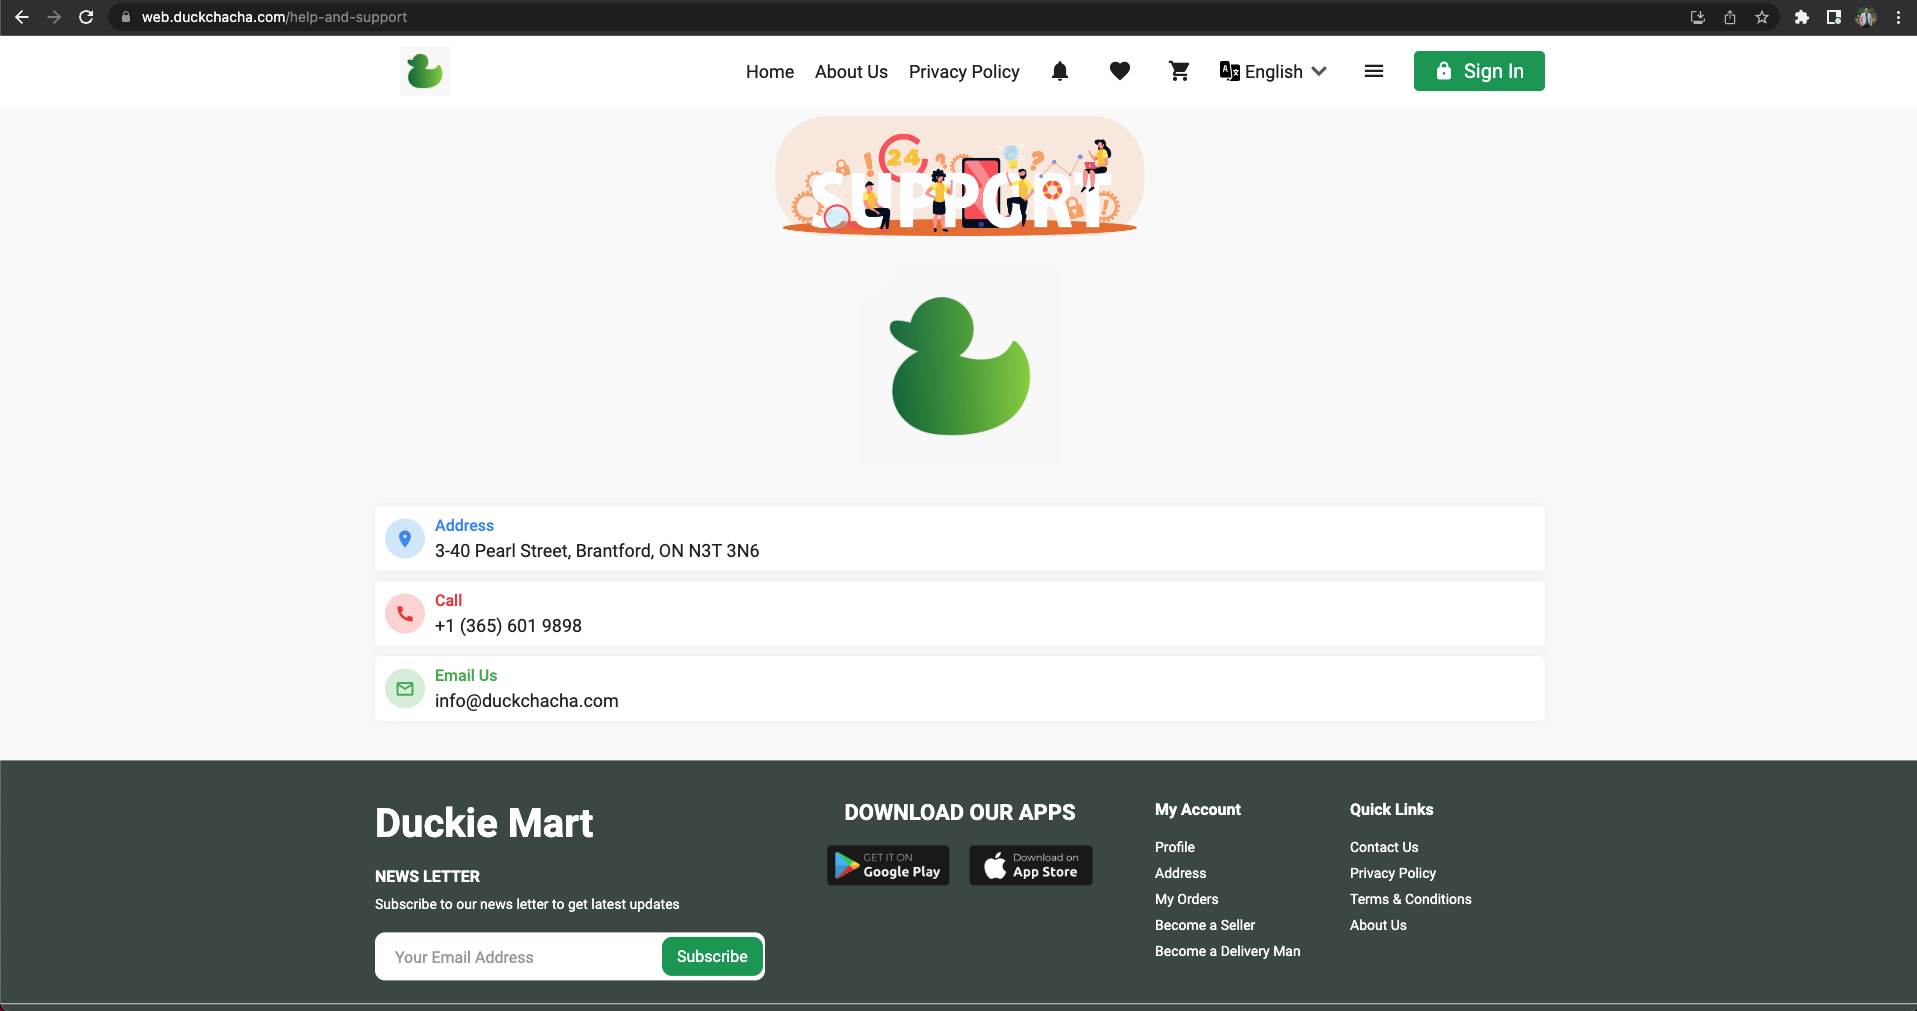 web.duckchacha.com/help-and-support
Home About Us Privacy Policy English Sign In
24
SUPPORT
Address
3-40 Pearl Street, Brantford, ON N3T 3N6
Call
+1 (365) 601 9898
Email Us
info@duckchacha.com
Duckie Mart
NEWS LETTER
Subscribe to our news letter to get latest updates
Your Email Address Subscribe
DOWNLOAD OUR APPS
GET IT ON
Google Play
Download on
App Store
My Account
Profile
Address
My Orders
Become a Seller
Become a Delivery Man
Quick Links
Contact Us
Privacy Policy
Terms & Conditions
About Us